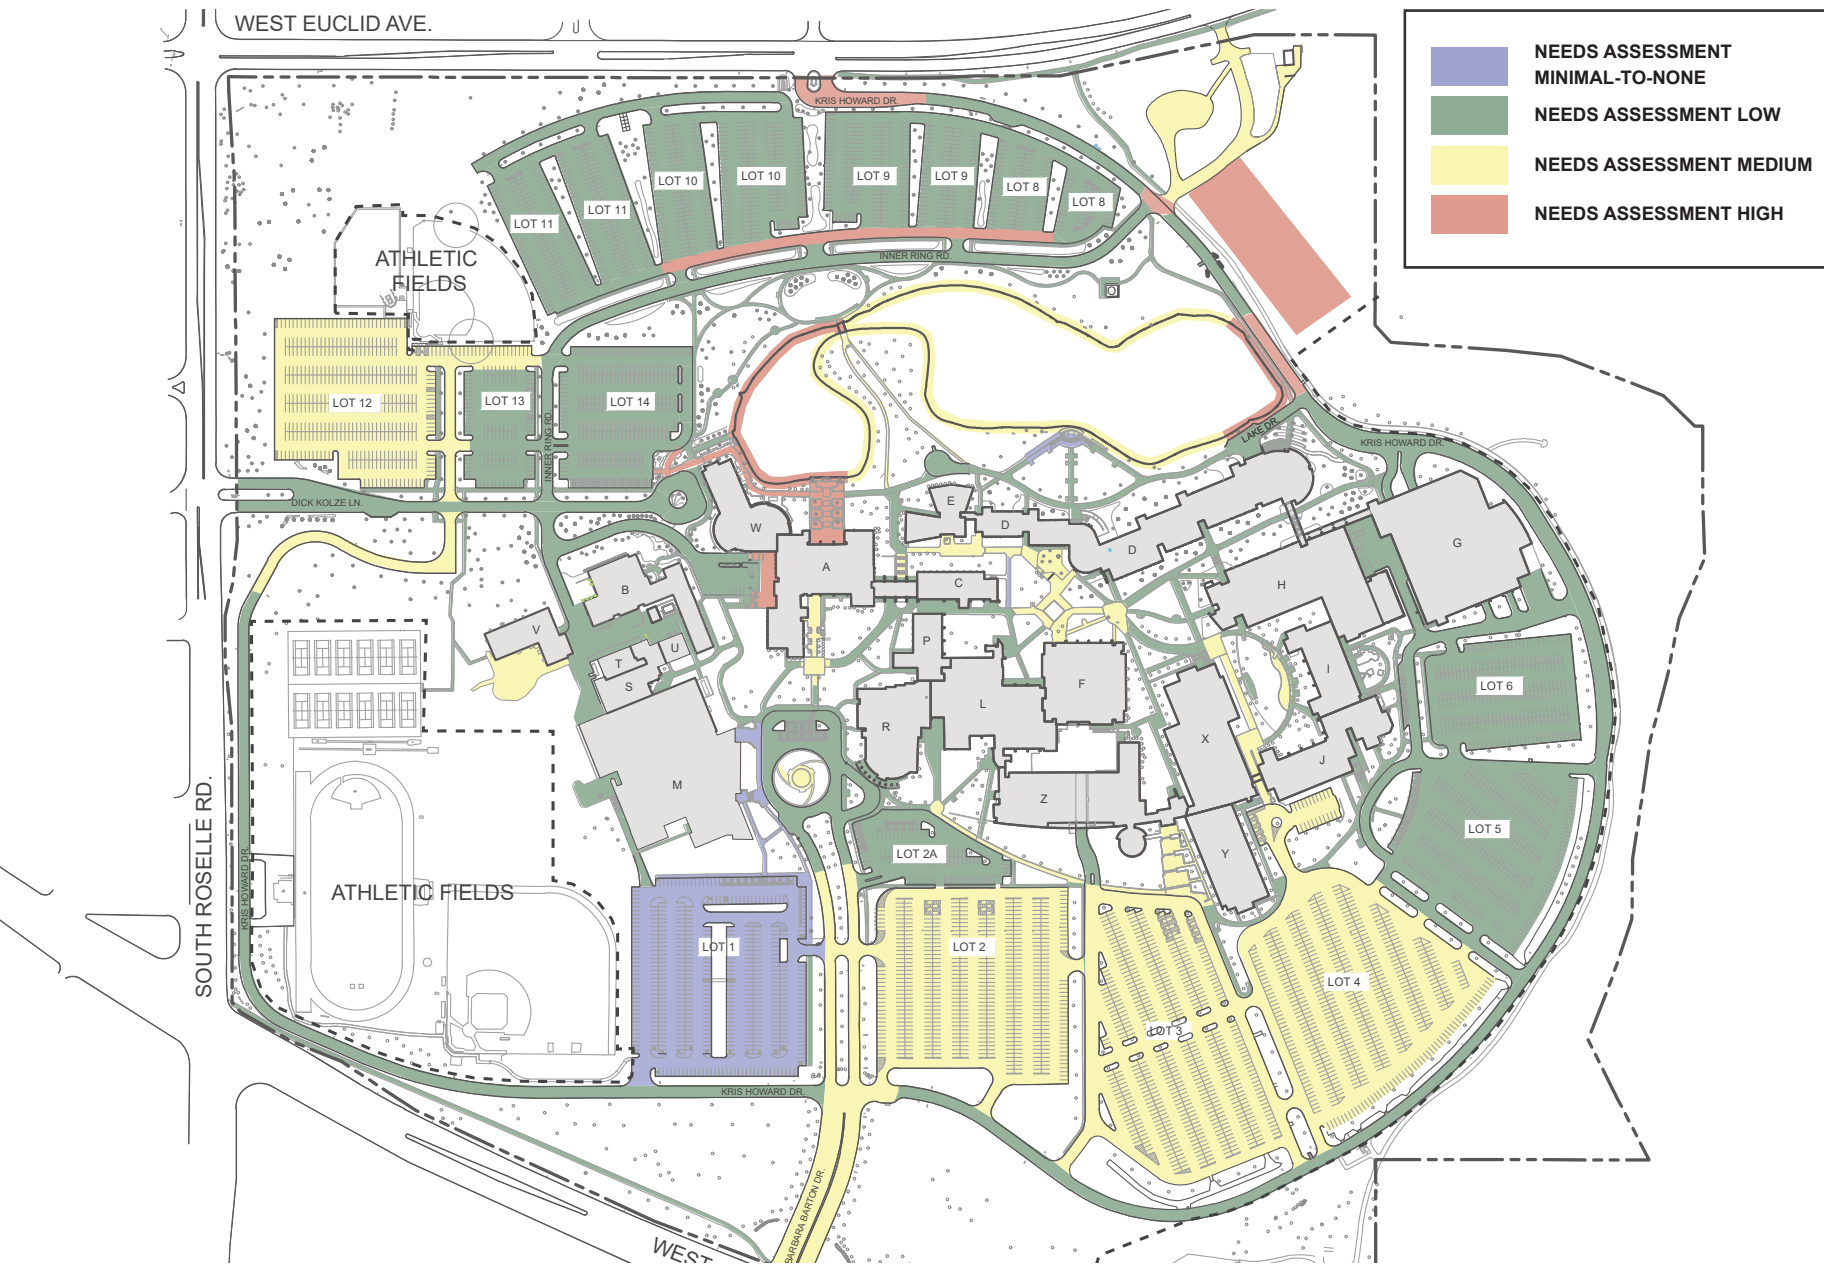 WEST EUCLID AVE.
NEEDS ASSESSMENT
MINIMAL-TO-NONE
NEEDS ASSESSMENT LOW
NEEDS ASSESSMENT MEDIUM
NEEDS ASSESSMENT HIGH
KRIS HOWARD DR.
LOT 10
LOT 10
LOT 9
LOT 9
LOT 8
LOT 8
LOT 11
LOT 11
INNER RING RD.
ATHLETIC
FIELDS
LOT 12
LOT 13
LOT 14
INNER RING RD.
LAKE DR.
KRIS HOWARD DR.
DICK KOLZE LN.
W
E
D
D
G
A
C
H
B
V
T
U
S
P
F
I
L
R
X
J
M
Z
Y
LOT 6
LOT 5
LOT 2A
SOUTH ROSELLE RD.
KRIS HOWARD DR.
ATHLETIC FIELDS
LOT 1
LOT 2
LOT 3
LOT 4
KRIS HOWARD DR.
BARBARA BARTON DR.
WEST